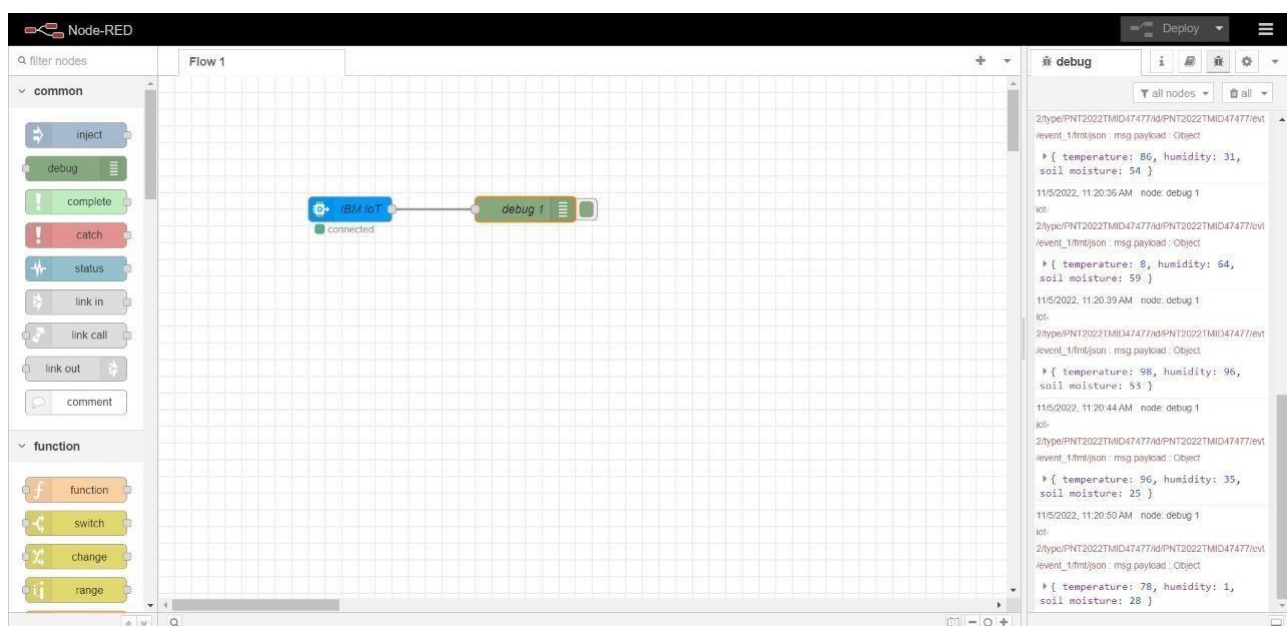 Node-RED
Deploy
filter nodes
Flow 1
debug
i
all nodes
all
common
inject
debug
complete
catch
status
link in
link call
link out
comment
function
function
switch
change
range
IBM IoT
connected
debug 1
2/type/PNT2022TMID47477/id/PNT2022TMID47477/evt
/event_1/fmt/json : msg.payload : Object
{ temperature: 86, humidity: 31,
soil moisture: 54 }
11/5/2022, 11:20:36 AM node: debug 1
iot-
2/type/PNT2022TMID47477/id/PNT2022TMID47477/evt
/event_1/fmt/json : msg.payload : Object
{ temperature: 8, humidity: 64,
soil moisture: 59 }
11/5/2022, 11:20:39 AM node: debug 1
iot-
2/type/PNT2022TMID47477/id/PNT2022TMID47477/evt
/event_1/fmt/json : msg.payload : Object
{ temperature: 98, humidity: 96,
soil moisture: 53 }
11/5/2022, 11:20:44 AM node: debug 1
iot-
2/type/PNT2022TMID47477/id/PNT2022TMID47477/evt
/event_1/fmt/json : msg.payload : Object
{ temperature: 96, humidity: 35,
soil moisture: 25 }
11/5/2022, 11:20:50 AM node: debug 1
iot-
2/type/PNT2022TMID47477/id/PNT2022TMID47477/evt
/event_1/fmt/json : msg.payload : Object
{ temperature: 78, humidity: 1,
soil moisture: 28 }